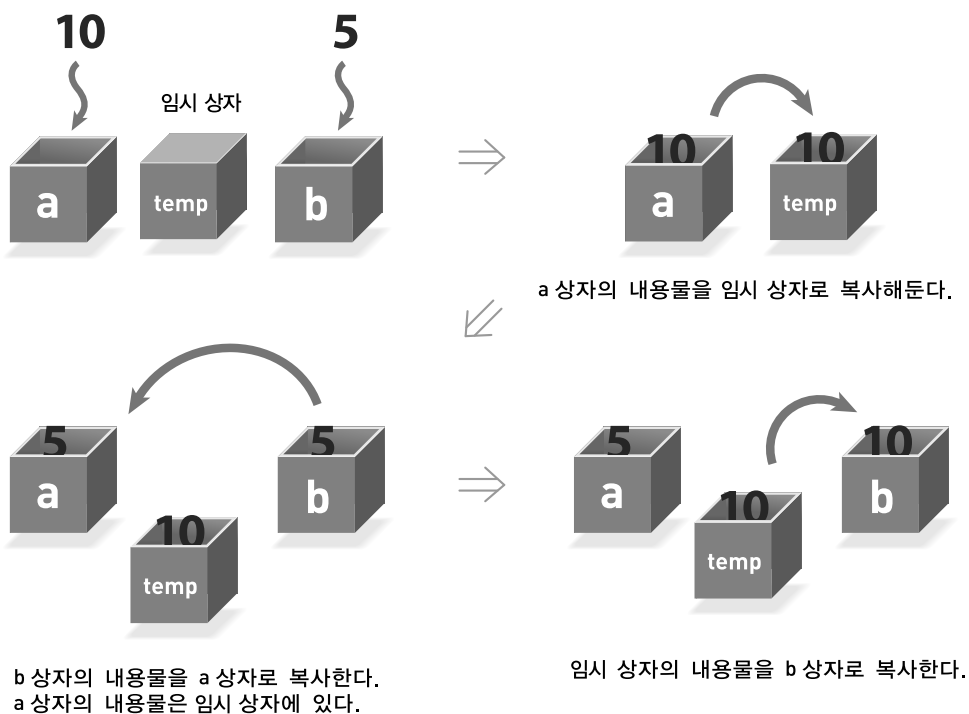 10
5
임시 상자
a
temp
b
10
10
a
temp
a 상자의 내용물을 임시 상자로 복사해둔다.
5
5
a
b
10
temp
b 상자의 내용물을 a 상자로 복사한다.
a 상자의 내용물은 임시 상자에 있다.
5
10
a
b
10
temp
임시 상자의 내용물을 b 상자로 복사한다.